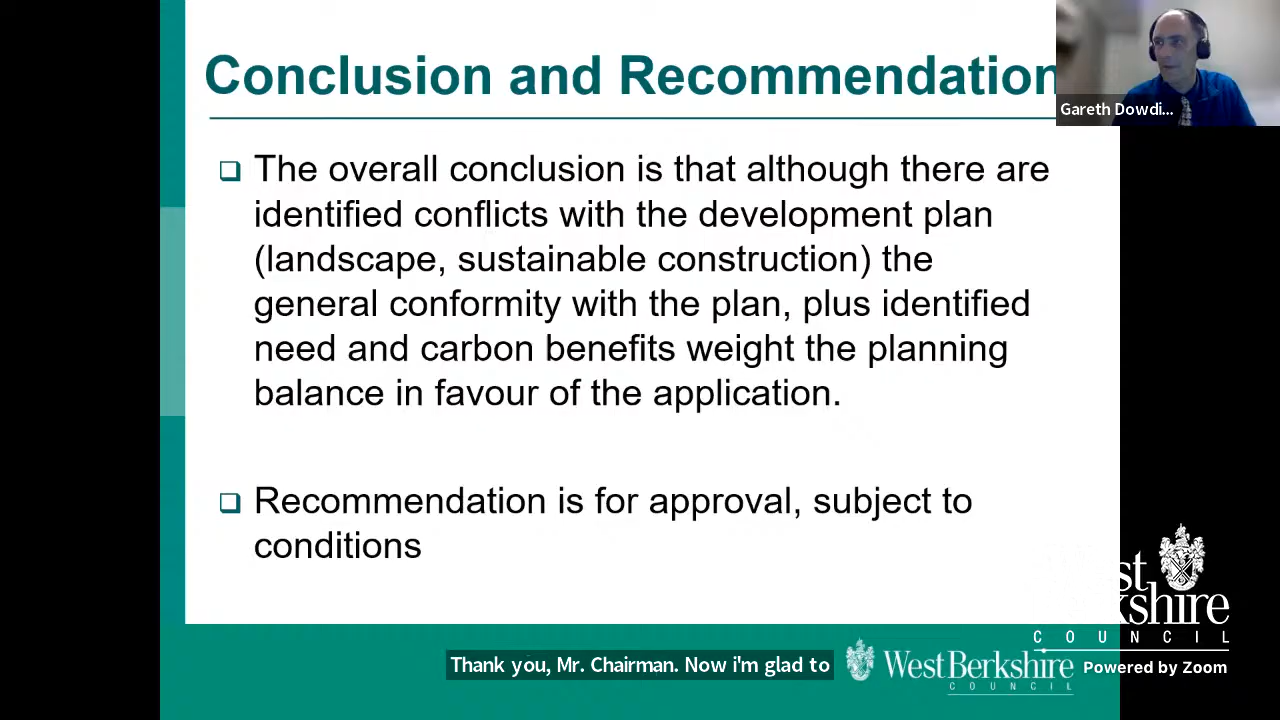 Conclusion and Recommendation
Gareth Dowdi...
The overall conclusion is that although there are
identified conflicts with the development plan
(landscape, sustainable construction) the
general conformity with the plan, plus identified
need and carbon benefits weight the planning
balance in favour of the application.
Recommendation is for approval, subject to
conditions
st
kshire
COUNCIL
Thank you, Mr. Chairman. Now i'm glad to
West Berkshire
COUNCIL
Powered by Zoom